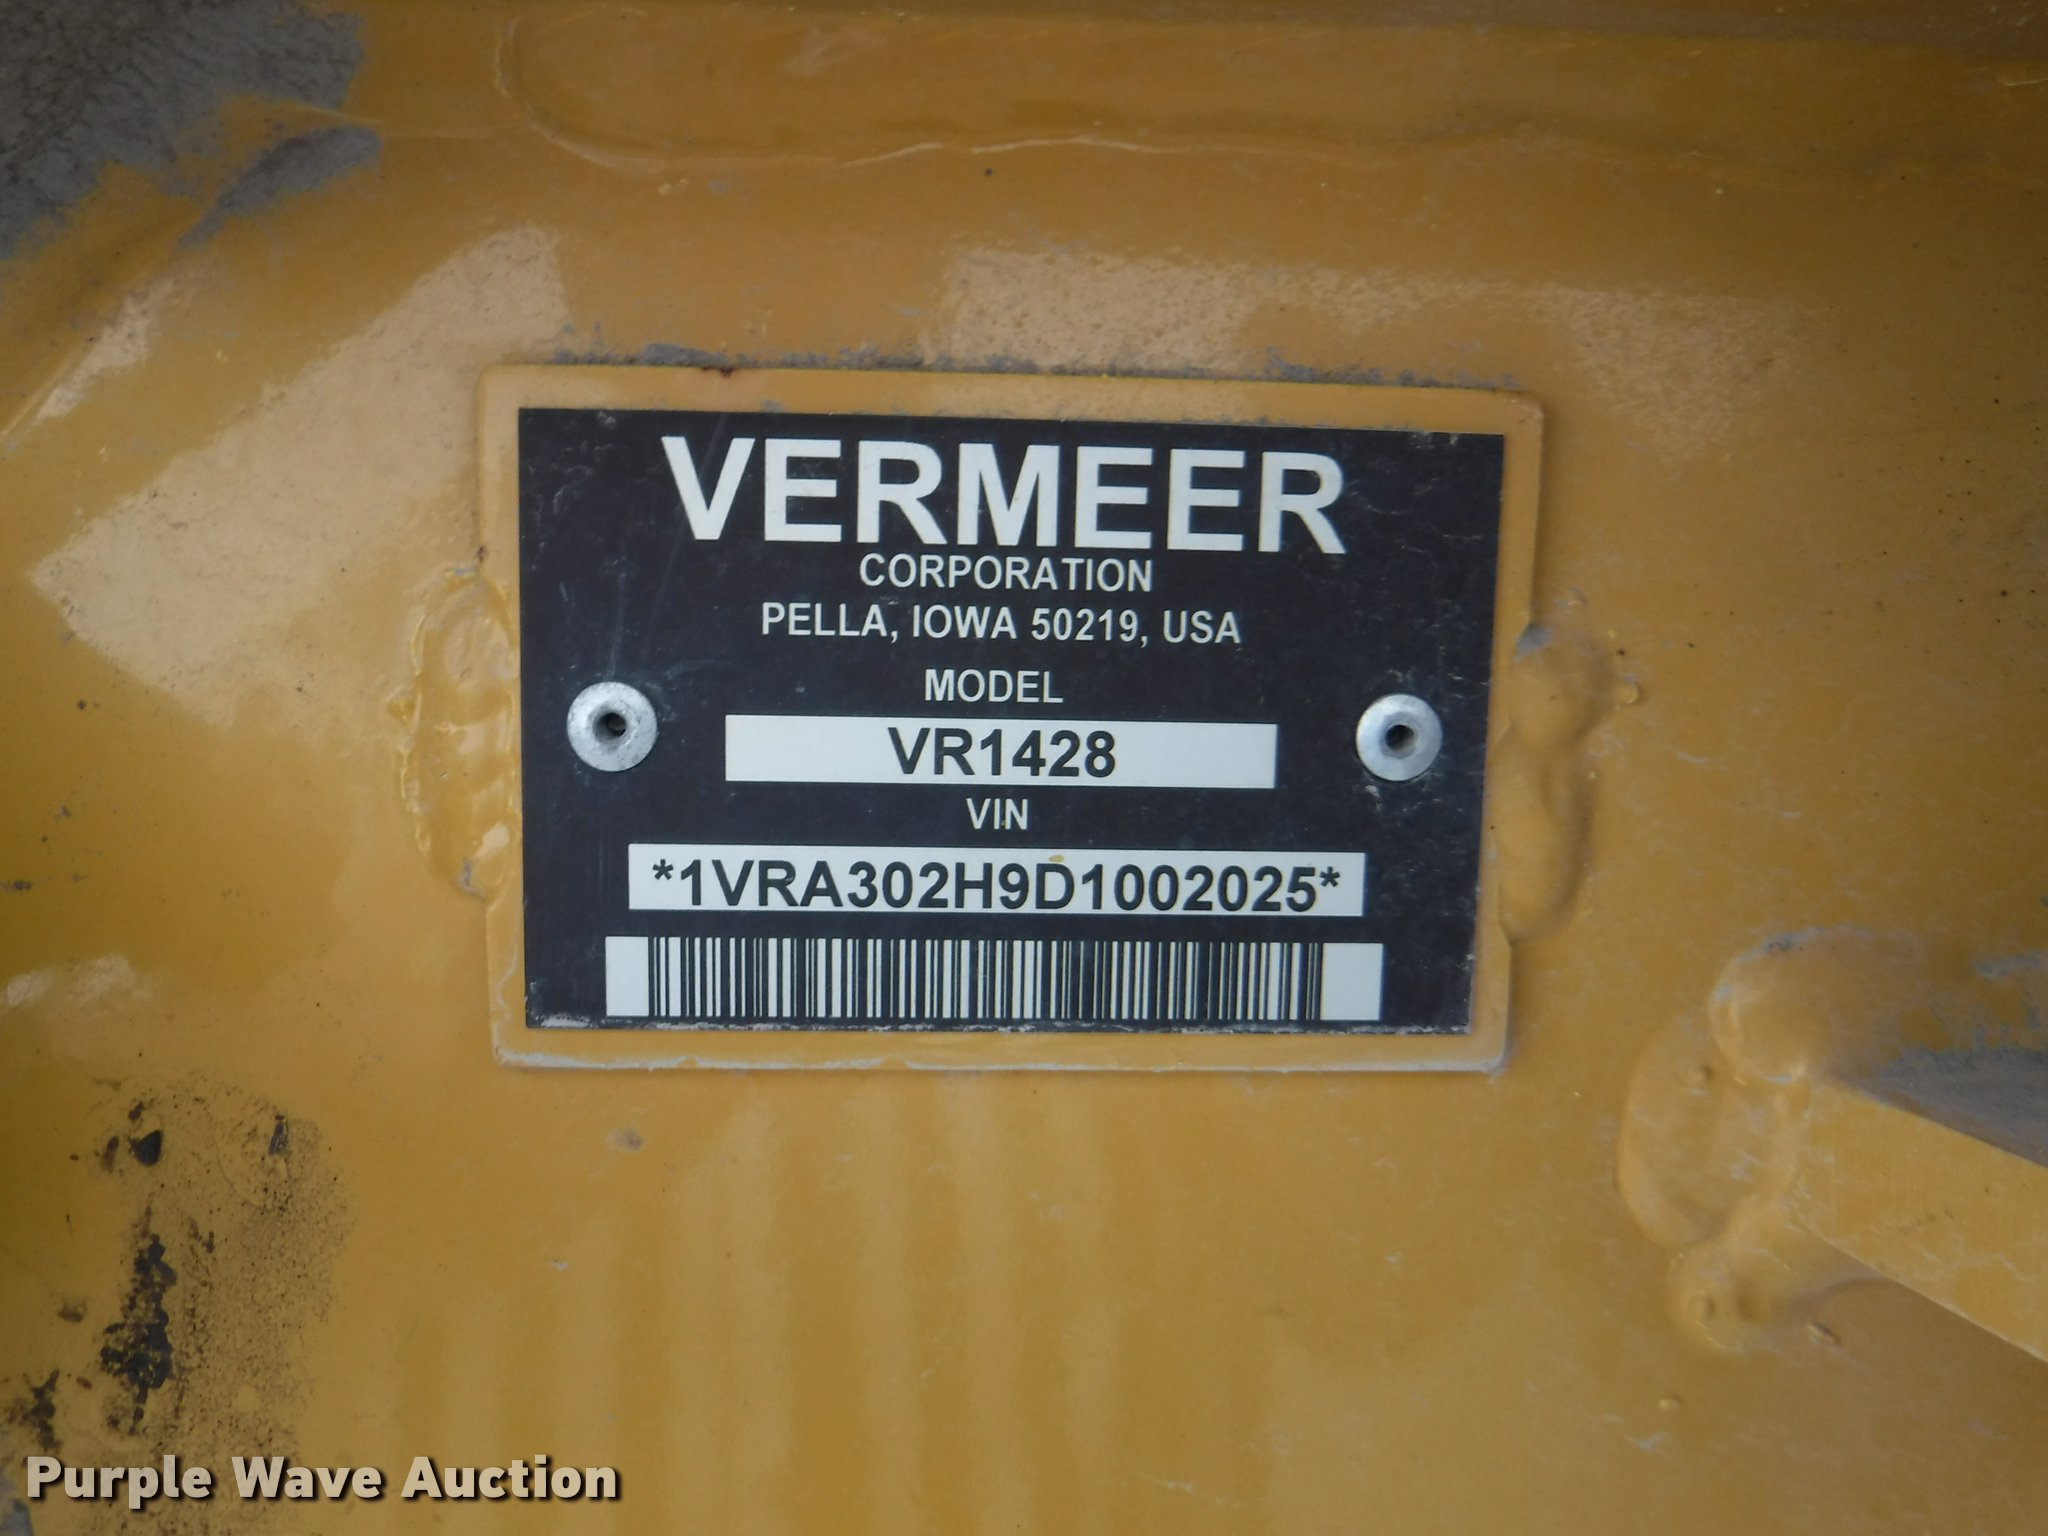 VERMEER
CORPORATION
PELLA, IOWA 50219, USA
MODEL
VR1428
VIN
*1VRA302H9D1002025*
Purple Wave Auction